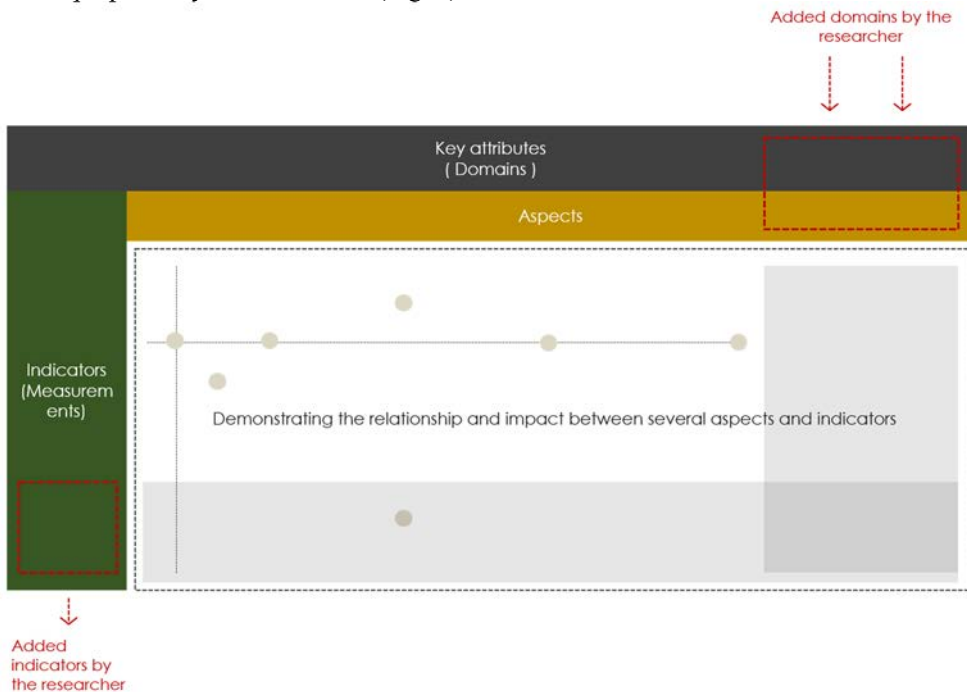 Added domains by the
researcher
Key attributes
( Domains )
Aspects
Indicators
(Measurem
ents)
Demonstrating the relationship and impact between several aspects and indicators
Added
indicators by
the researcher